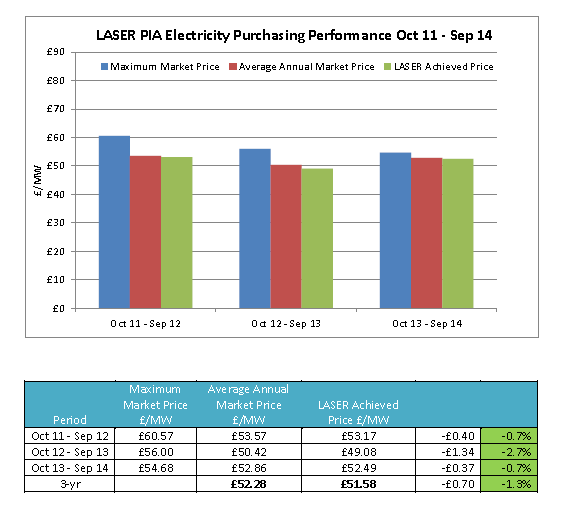 LASER PIA Electricity Purchasing Performance Oct 11 - Sep 14
Maximum Market Price Average Annual Market Price LASER Achieved Price
£90
£80
£70
£60
£50
£40
£30
£20
£10
£0
£/MW
Oct 11 - Sep 12 Oct 12 - Sep 13 Oct 13 - Sep 14
Period Maximum Market Price £/MW Average Annual Market Price £/MW LASER Achieved Price £/MW
Oct 11 - Sep 12 £60.57 £53.57 £53.17 -£0.40 -0.7%
Oct 12 - Sep 13 £56.00 £50.42 £49.08 -£1.34 -2.7%
Oct 13 - Sep 14 £54.68 £52.86 £52.49 -£0.37 -0.7%
3-yr £52.28 £51.58 -£0.70 -1.3%